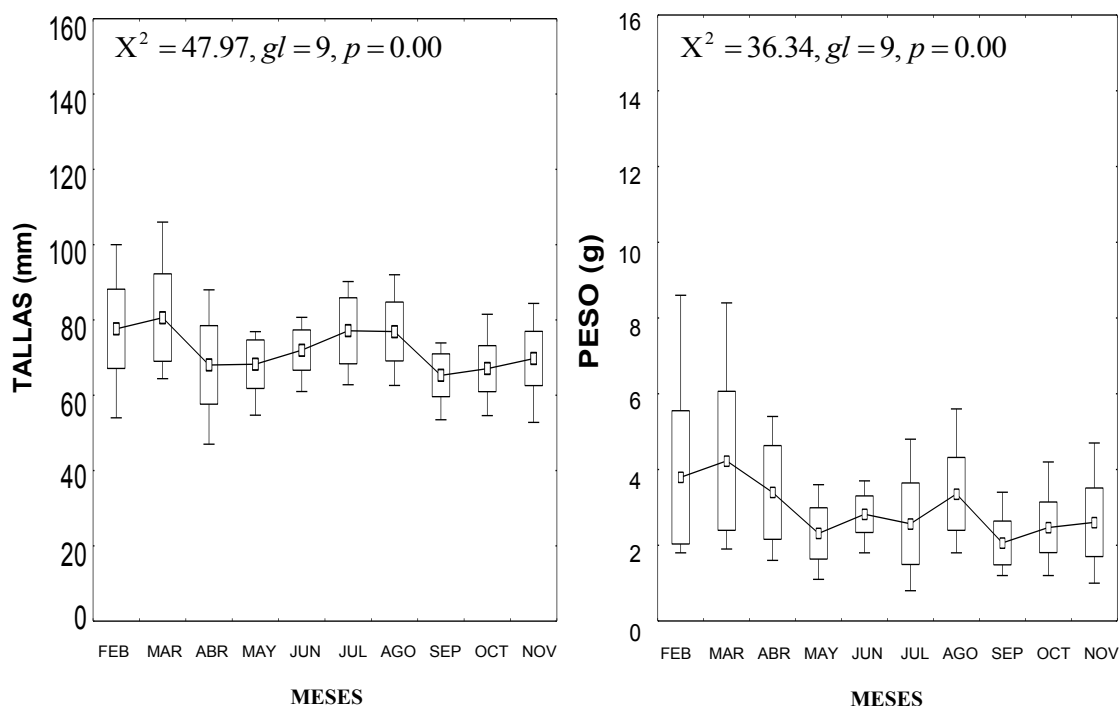 X² = 47.97, gl = 9, p = 0.00
TALLAS (mm)
160
140
120
100
80
60
40
20
0
FEB MAR ABR MAY JUN JUL AGO SEP OCT NOV
MESES
X² = 36.34, gl = 9, p = 0.00
PESO (g)
16
14
12
10
8
6
4
2
0
FEB MAR ABR MAY JUN JUL AGO SEP OCT NOV
MESES